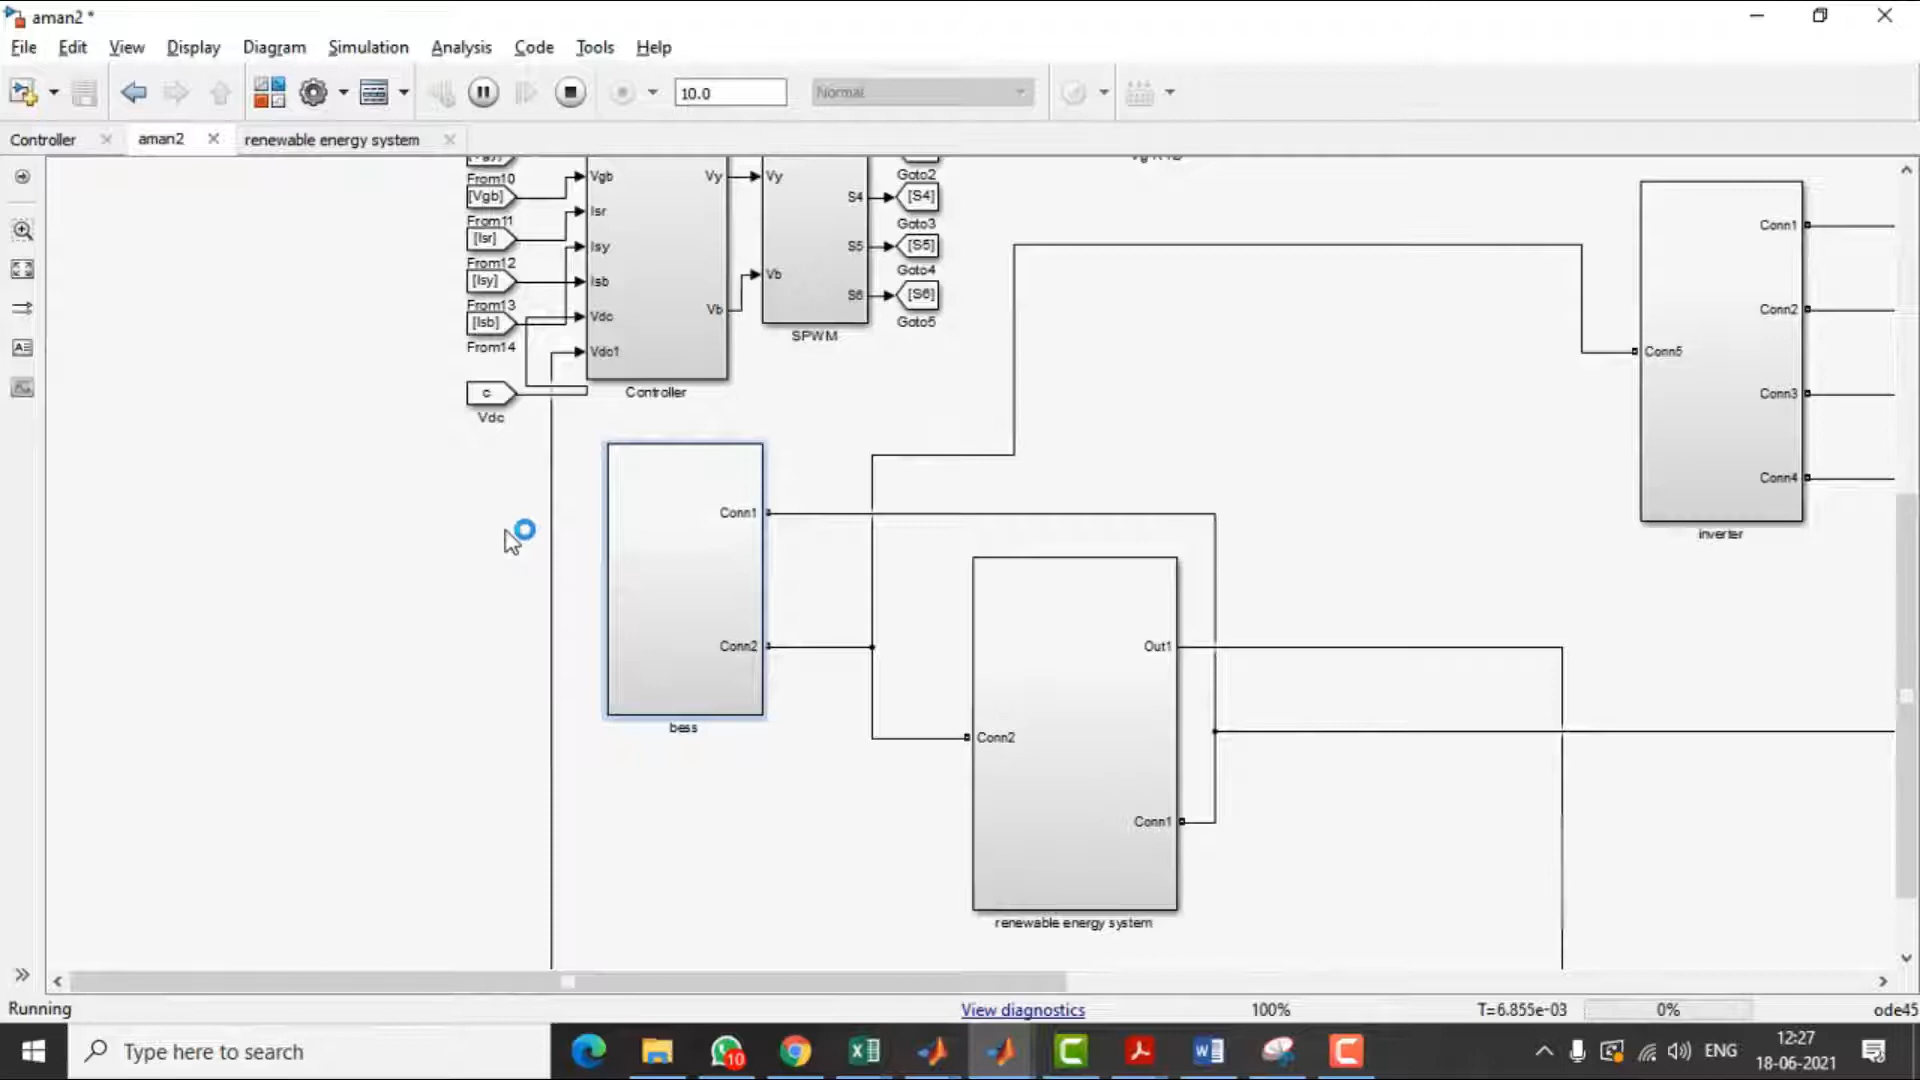 aman2 *
File Edit View Display Diagram Simulation Analysis Code Tools Help
10.0
Normal
Controller
aman2
renewable energy system
From10
[Vgb]
From11
[Isr]
From12
[Isy]
From13
[Isb]
From14
c
Vdc
Vgb
Isr
Isy
Isb
Vdc
Vdc1
Vy
Vb
Controller
Vy
Vb
S4
S5
S6
SPWM
Goto2
[S4]
Goto3
[S5]
Goto4
[S6]
Goto5
Conn1
Conn2
Conn5
Conn3
Conn4
inverter
Conn1
Conn2
bess
Out1
Conn2
Conn1
renewable energy system
Running
View diagnostics
100%
T=6.855e-03
0%
ode45
Type here to search
10
ENG
12:27
18-06-2021